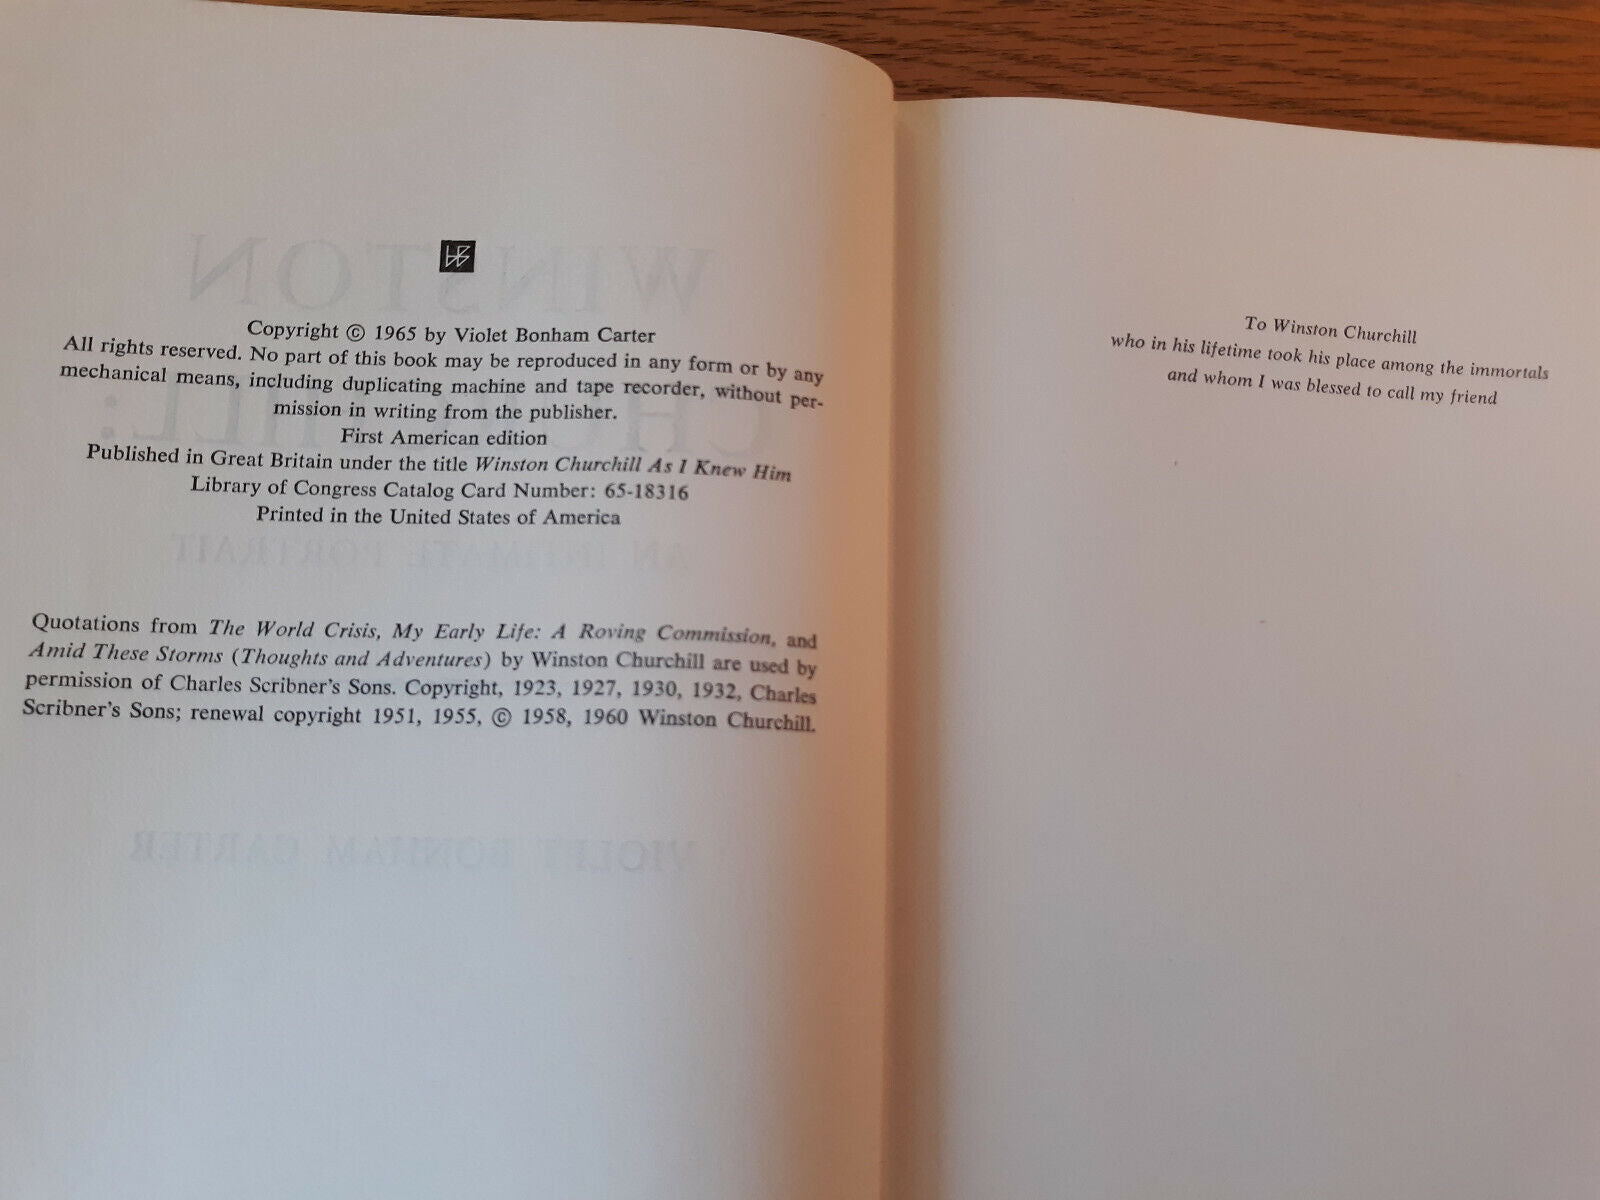 Copyright © 1965 by Violet Bonham Carter
All rights reserved. No part of this book may be reproduced in any form or by any
mechanical means, including duplicating machine and tape recorder, without per-
mission in writing from the publisher.
First American edition
Published in Great Britain under the title Winston Churchill As I Knew Him
Library of Congress Catalog Card Number: 65-18316
Printed in the United States of America
Quotations from The World Crisis, My Early Life: A Roving Commission, and
Amid These Storms (Thoughts and Adventures) by Winston Churchill are used by
permission of Charles Scribner's Sons. Copyright, 1923, 1927, 1930, 1932, Charles
Scribner's Sons; renewal copyright 1951, 1955, © 1958, 1960 Winston Churchill.
To Winston Churchill
who in his lifetime took his place among the immortals
and whom I was blessed to call my friend